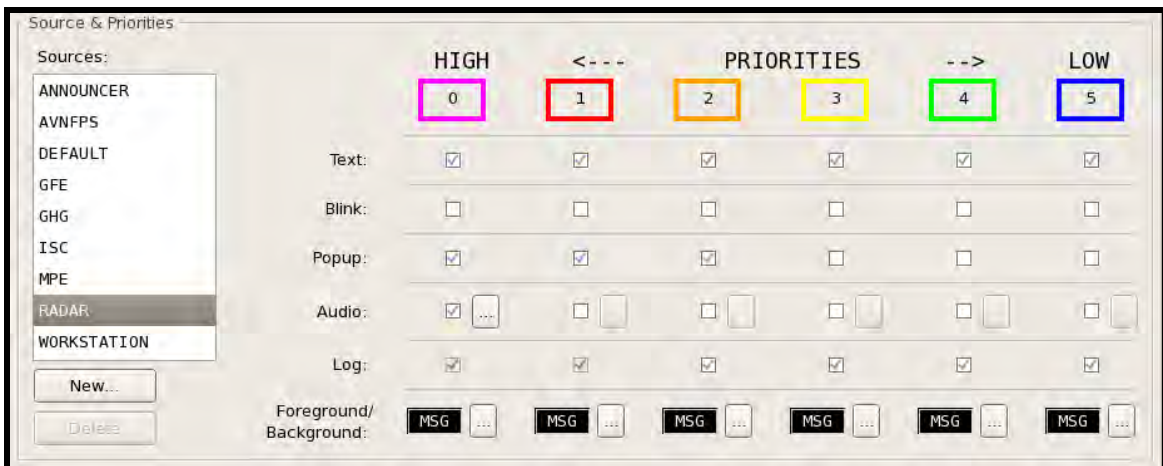 Source & Priorities
Sources:
HIGH <--- PRIORITIES --> LOW
ANNOUNCER
AVNFPS
DEFAULT
GFE
GHG
ISC
MPE
RADAR
WORKSTATION
New...
Delete
0 1 2 3 4 5
Text:
Blink:
Popup:
Audio: ...
Log:
Foreground/
Background:
MSG ... MSG ... MSG ... MSG ... MSG ... MSG ...